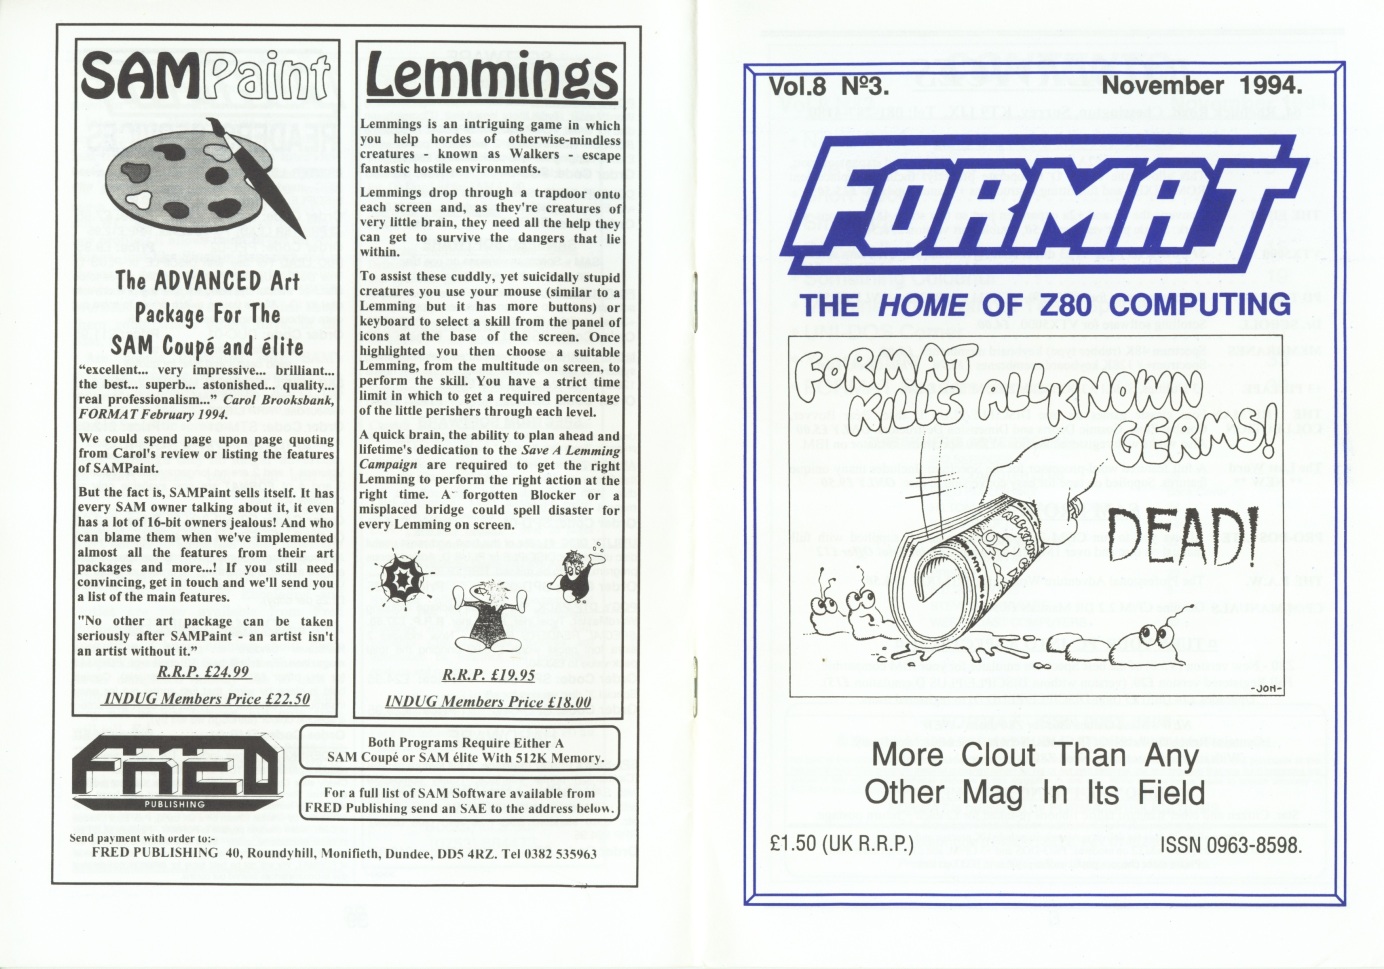 SAMPaint
The ADVANCED Art
Package For The
SAM Coupé and élite
“excellent... very impressive... brilliant...
the best... superb... astonished... quality...
real professionalism...” Carol Brooksbank,
FORMAT February 1994.
We could spend page upon page quoting
from Carol's review or listing the features
of SAMPaint.
But the fact is, SAMPaint sells itself. It has
every SAM owner talking about it, it even
has a lot of 16-bit owners jealous! And who
can blame them when we've implemented
almost all the features from their art
packages and more...! If you still need
convincing, get in touch and we'll send you
a list of the main features.
"No other art package can be taken
seriously after SAMPaint - an artist isn't
an artist without it.”
R.R.P. £24.99
INDUG Members Price £22.50
Lemmings
Lemmings is an intriguing game in which
you help hordes of otherwise-mindless
creatures - known as Walkers - escape
fantastic hostile environments.
Lemmings drop through a trapdoor onto
each screen and, as they're creatures of
very little brain, they need all the help they
can get to survive the dangers that lie
within.
To assist these cuddly, yet suicidally stupid
creatures you use your mouse (similar to a
Lemming but it has more buttons) or
keyboard to select a skill from the panel of
icons at the base of the screen. Once
highlighted you then choose a suitable
Lemming, from the multitude on screen, to
perform the skill. You have a strict time
limit in which to get a required percentage
of the little perishers through each level.
A quick brain, the ability to plan ahead and
lifetime's dedication to the Save A Lemming
Campaign are required to get the right
Lemming to perform the right action at the
right time. A forgotten Blocker or a
misplaced bridge could spell disaster for
every Lemming on screen.
R.R.P. £19.95
INDUG Members Price £18.00
FRED
PUBLISHING
Both Programs Require Either A
SAM Coupé or SAM élite With 512K Memory.
For a full list of SAM Software available from
FRED Publishing send an SAE to the address below.
Send payment with order to:-
FRED PUBLISHING 40, Roundyhill, Monifieth, Dundee, DD5 4RZ. Tel 0382 535963
Vol.8 Nº3. November 1994.
FORMAT
THE HOME OF Z80 COMPUTING
FORMAT
KILLS ALL KNOWN
GERMS!
DEAD!
-JON-
More Clout Than Any
Other Mag In Its Field
£1.50 (UK R.R.P.) ISSN 0963-8598.